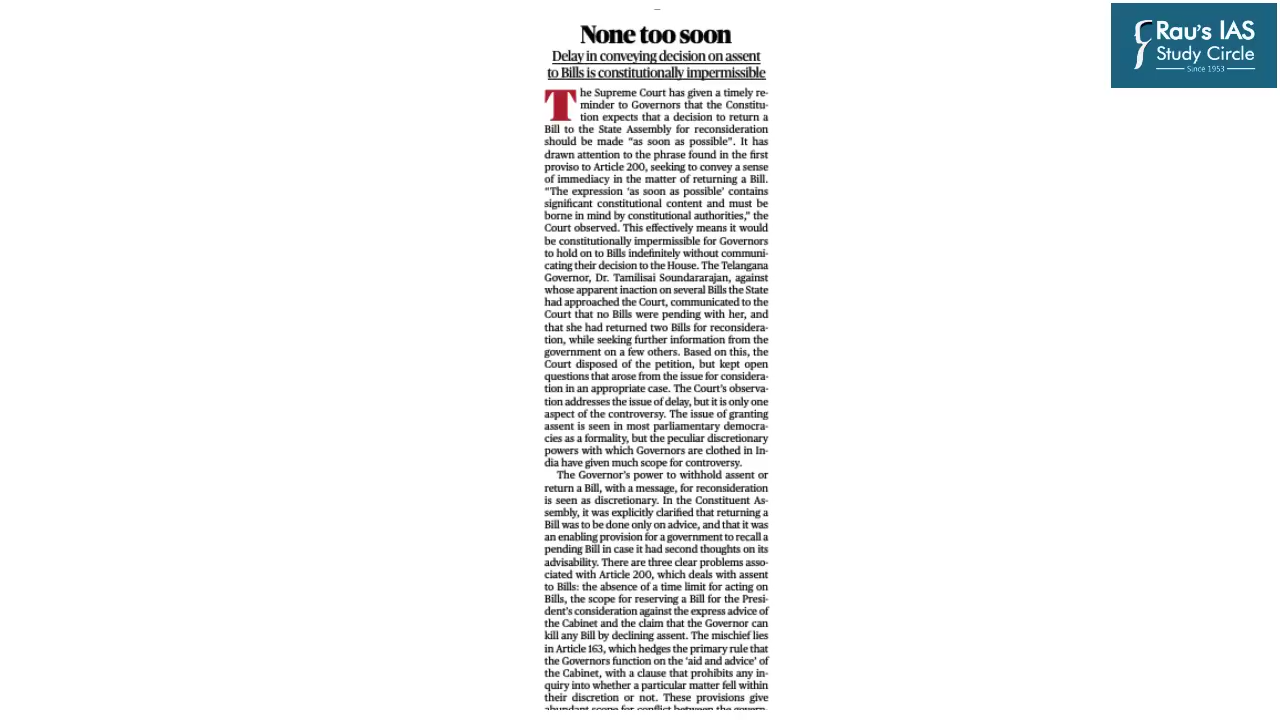 None too soon
Delay in conveying decision on assent
to Bills is constitutionally impermissible
The Supreme Court has given a timely re-
minder to Governors that the Constitu-
tion expects that a decision to return a
Bill to the State Assembly for reconsideration
should be made “as soon as possible”. It has
drawn attention to the phrase found in the first
proviso to Article 200, seeking to convey a sense
of immediacy in the matter of returning a Bill.
“The expression ‘as soon as possible’ contains
significant constitutional content and must be
borne in mind by constitutional authorities,” the
Court observed. This effectively means it would
be constitutionally impermissible for Governors
to hold on to Bills indefinitely without communi-
cating their decision to the House. The Telangana
Governor, Dr. Tamilisai Soundararajan, against
whose apparent inaction on several Bills the State
had approached the Court, communicated to the
Court that no Bills were pending with her, and
that she had returned two Bills for reconsidera-
tion, while seeking further information from the
government on a few others. Based on this, the
Court disposed of the petition, but kept open
questions that arose from the issue for considera-
tion in an appropriate case. The Court’s observa-
tion addresses the issue of delay, but it is only one
aspect of the controversy. The issue of granting
assent is seen in most parliamentary democra-
cies as a formality, but the peculiar discretionary
powers with which Governors are clothed in In-
dia have given much scope for controversy.
The Governor’s power to withhold assent or
return a Bill, with a message, for reconsideration
is seen as discretionary. In the Constituent As-
sembly, it was explicitly clarified that returning a
Bill was to be done only on advice, and that it was
an enabling provision for a government to recall a
pending Bill in case it had second thoughts on its
advisability. There are three clear problems asso-
ciated with Article 200, which deals with assent
to Bills: the absence of a time limit for acting on
Bills, the scope for reserving a Bill for the Presi-
dent’s consideration against the express advice of
the Cabinet and the claim that the Governor can
kill any Bill by declining assent. The mischief lies
in Article 163, which hedges the primary rule that
the Governors function on the ‘aid and advice’ of
the Cabinet, with a clause that prohibits any in-
quiry into whether a particular matter fell within
their discretion or not. These provisions give
abundant scope for conflict between the govern-
Rau's IAS
Study Circle
Since 1953